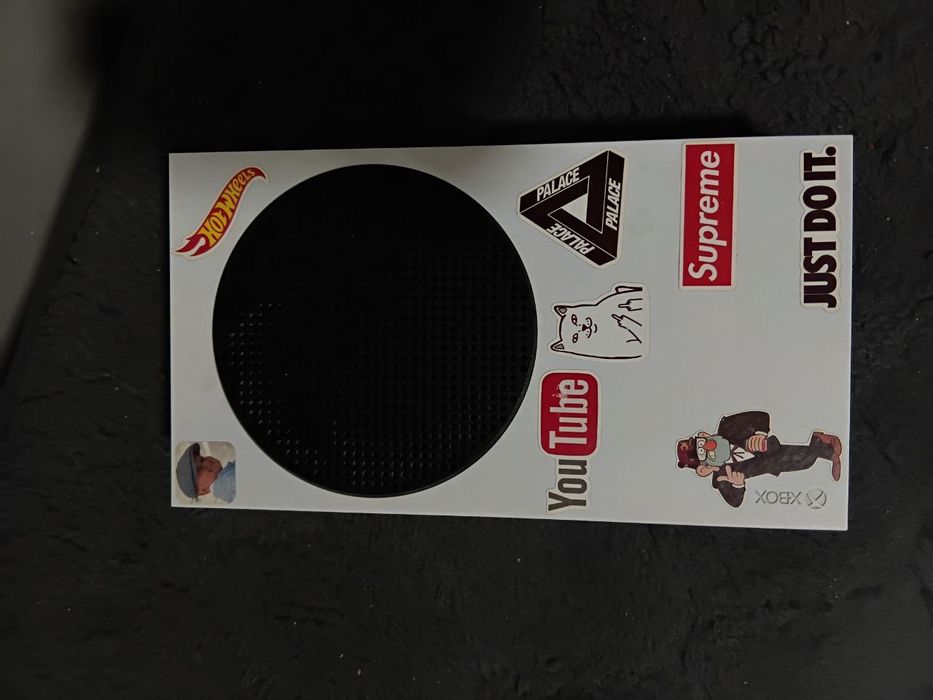 HOT WHEELS
PALACE
PALACE
PALACE
Supreme
JUST DO IT.
YouTube
XBOX